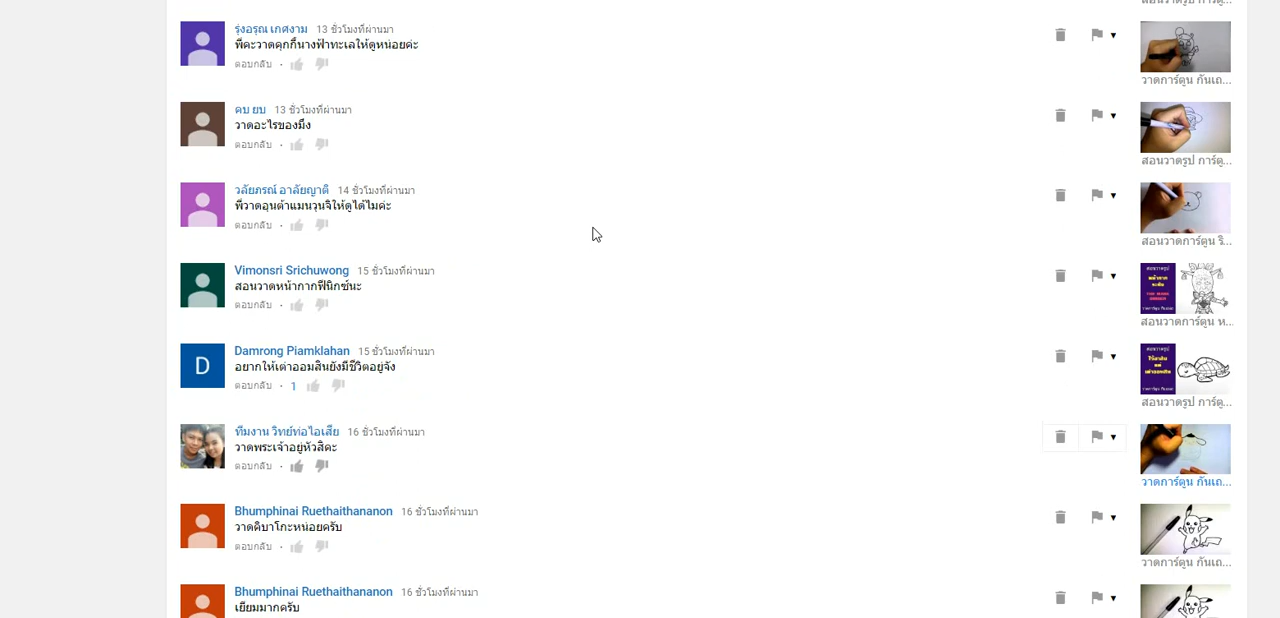 สอนวาดรูป การ์ตู...
รุ่งอรุณ เกศงาม 13 ชั่วโมงที่ผ่านมา
พี่คะวาดคุกกี้นางฟ้าทะเลให้ดูหน่อยค่ะ
ตอบกลับ •
วาดการ์ตูน กันเถ...
คบ ยบ 13 ชั่วโมงที่ผ่านมา
วาดอะไรของมึง
ตอบกลับ •
สอนวาดรูป การ์ตู...
วลัยภรณ์ อาลัยญาติ 14 ชั่วโมงที่ผ่านมา
พี่วาดอุนต้าแมนวุนจิให้ดูได้ไมค่ะ
ตอบกลับ •
สอนวาดการ์ตูน ริ...
Vimonsri Srichuwong 15 ชั่วโมงที่ผ่านมา
สอนวาดหน้ากากฟีนิกซ์นะ
ตอบกลับ •
สอนวาดการ์ตูน ห...
D
Damrong Piamklahan 15 ชั่วโมงที่ผ่านมา
อยากให้เต่าออมสินยังมีชีวิตอยู่จัง
ตอบกลับ • 1
สอนวาดรูป การ์ตู...
ทีมงาน วิทย์ท่อไอเสีย 16 ชั่วโมงที่ผ่านมา
วาดพระเจ้าอยู่หัวสิคะ
ตอบกลับ •
วาดการ์ตูน กันเถ...
Bhumphinai Ruethaithananon 16 ชั่วโมงที่ผ่านมา
วาดคิบาโกะหน่อยครับ
ตอบกลับ •
วาดการ์ตูน กันเถ...
Bhumphinai Ruethaithananon 16 ชั่วโมงที่ผ่านมา
เยี่ยมมากครับ